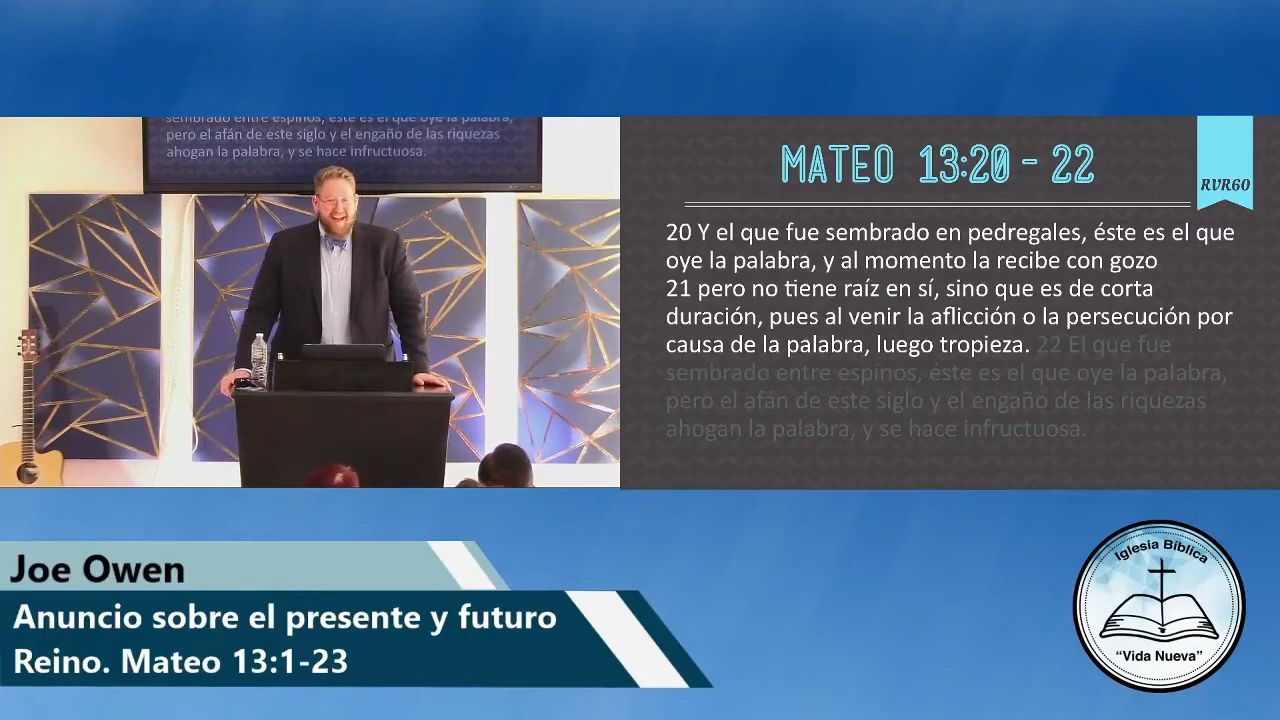 sembrado entre espinos, éste es el que oye la palabra,
pero el afán de este siglo y el engaño de las riquezas
ahogan la palabra, y se hace infructuosa.
MATEO 13:20 - 22
RVR60
20 Y el que fue sembrado en pedregales, éste es el que
oye la palabra, y al momento la recibe con gozo
21 pero no tiene raíz en sí, sino que es de corta
duración, pues al venir la aflicción o la persecución por
causa de la palabra, luego tropieza. 22 El que fue
sembrado entre espinos, éste es el que oye la palabra,
pero el afán de este siglo y el engaño de las riquezas
ahogan la palabra, y se hace infructuosa.
Joe Owen
Anuncio sobre el presente y futuro
Reino. Mateo 13:1-23
Iglesia Bíblica
“Vida Nueva”